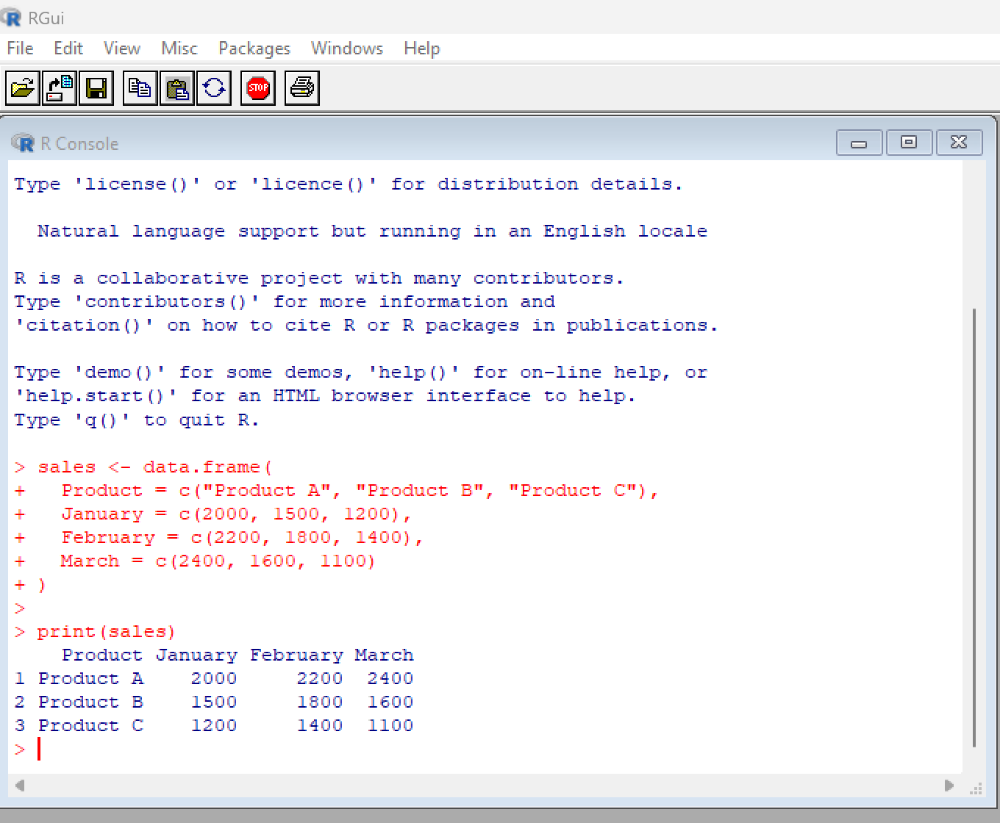 RGui
File Edit View Misc Packages Windows Help
STOP
R Console
Type 'license()' or 'licence()' for distribution details.
  Natural language support but running in an English locale
R is a collaborative project with many contributors.
Type 'contributors()' for more information and
'citation()' on how to cite R or R packages in publications.
Type 'demo()' for some demos, 'help()' for on-line help, or
'help.start()' for an HTML browser interface to help.
Type 'q()' to quit R.
> sales <- data.frame(
+   Product = c("Product A", "Product B", "Product C"),
+   January = c(2000, 1500, 1200),
+   February = c(2200, 1800, 1400),
+   March = c(2400, 1600, 1100)
+ )
>
> print(sales)
    Product January February March
1 Product A    2000     2200  2400
2 Product B    1500     1800  1600
3 Product C    1200     1400  1100
>